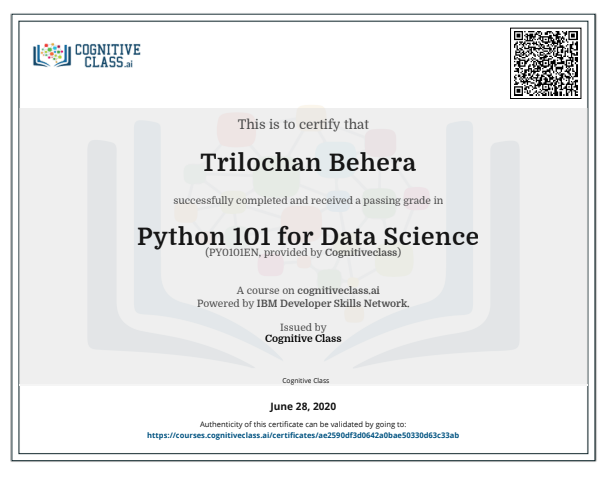 COGNITIVE
CLASS.ai
This is to certify that
Trilochan Behera
successfully completed and received a passing grade in
Python 101 for Data Science
(PY0101EN, provided by Cognitiveclass)
A course on cognitiveclass.ai
Powered by IBM Developer Skills Network.
Issued by
Cognitive Class
Cognitive Class
June 28, 2020
Authenticity of this certificate can be validated by going to:
https://courses.cognitiveclass.ai/certificates/ae2590df3d0642a0bae50330d63c33ab